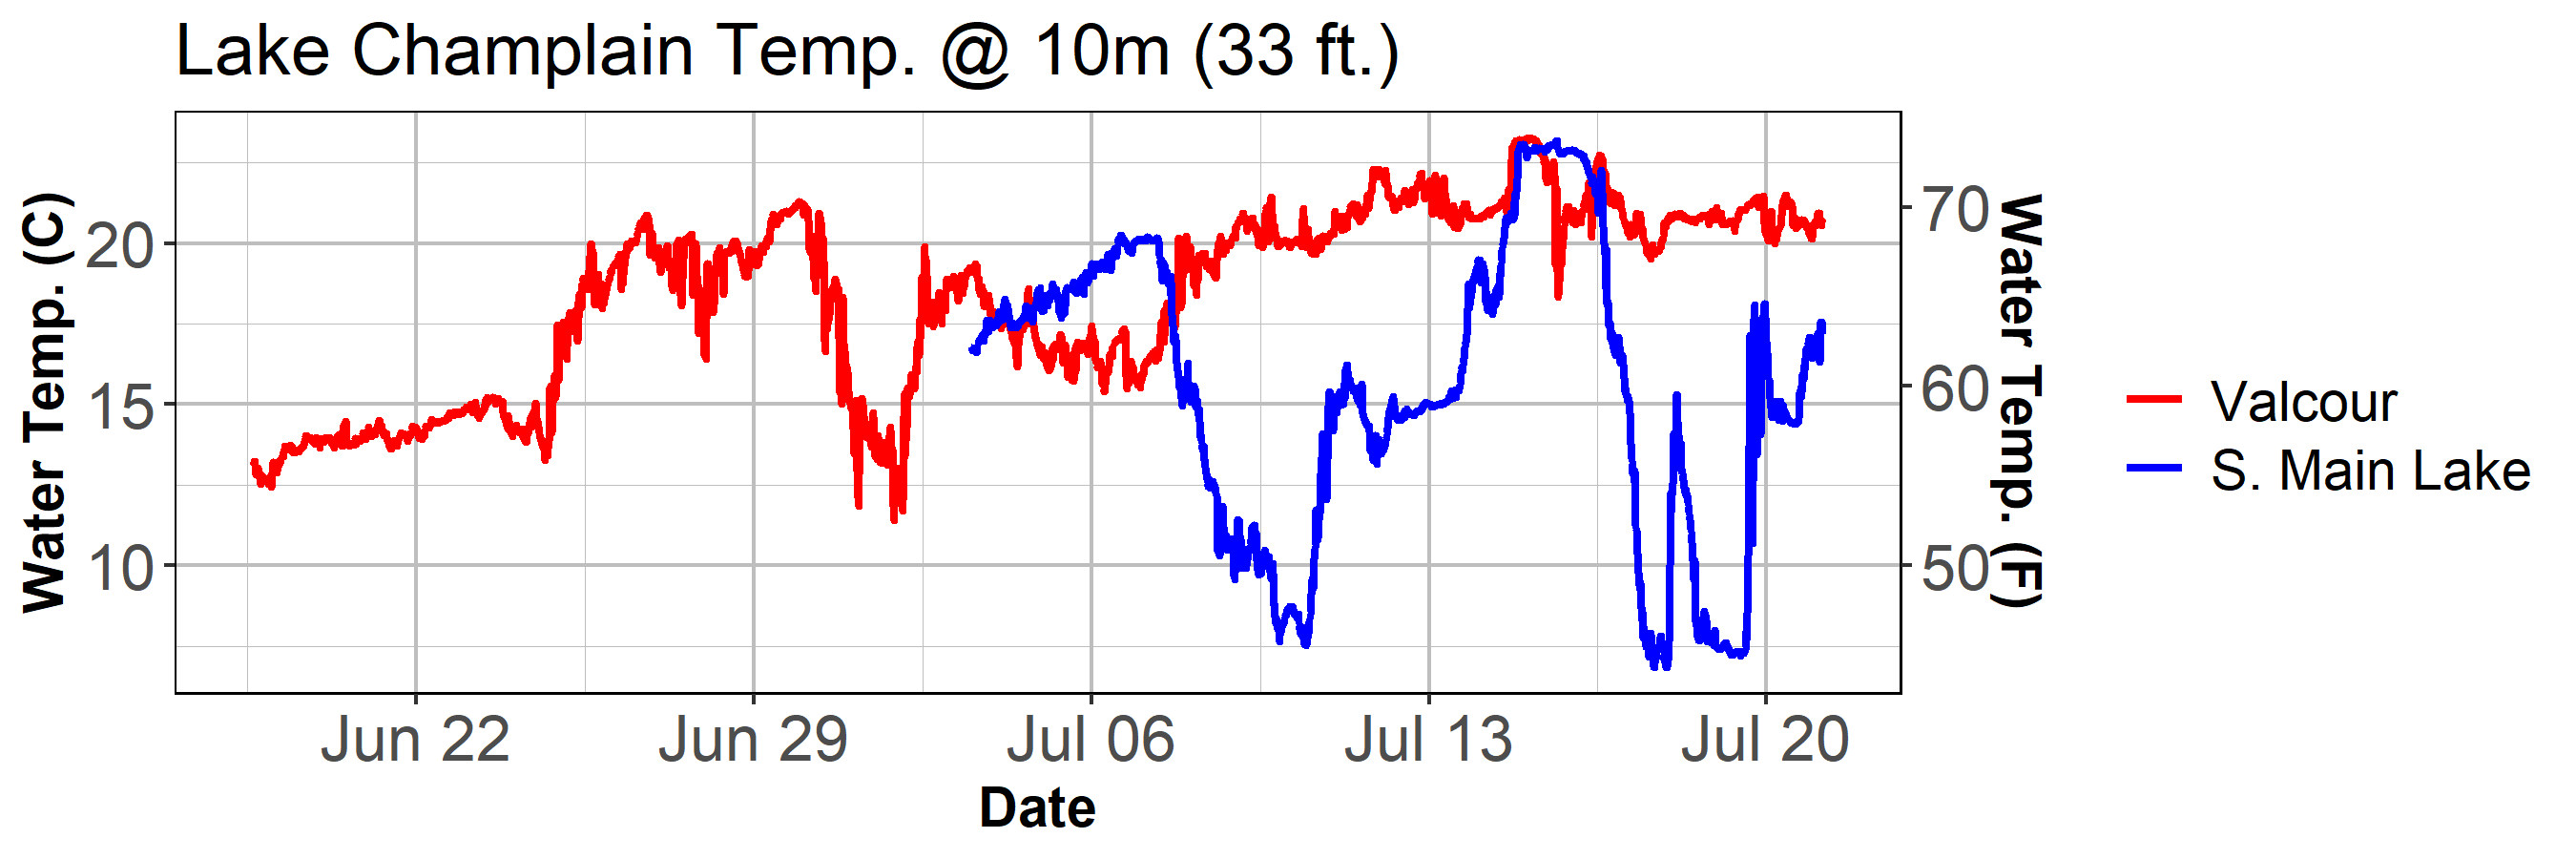 Lake Champlain Temp. @ 10m (33 ft.)
Water Temp. (C)
20
15
10
70
60
50
Water Temp. (F)
Jun 22
Jun 29
Jul 06
Jul 13
Jul 20
Date
Valcour
S. Main Lake